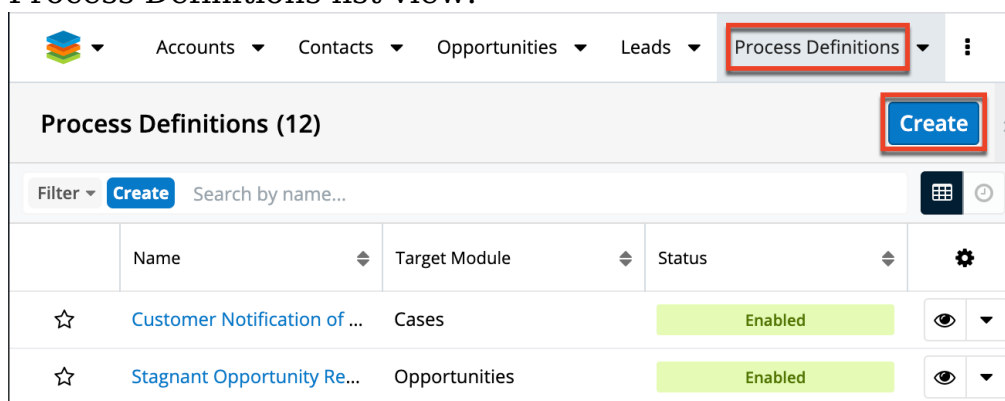 Process Definitions list view.
Accounts Contacts Opportunities Leads Process Definitions
Process Definitions (12) Create
Filter Create Search by name...
Name Target Module Status
Customer Notification of ... Cases Enabled
Stagnant Opportunity Re... Opportunities Enabled